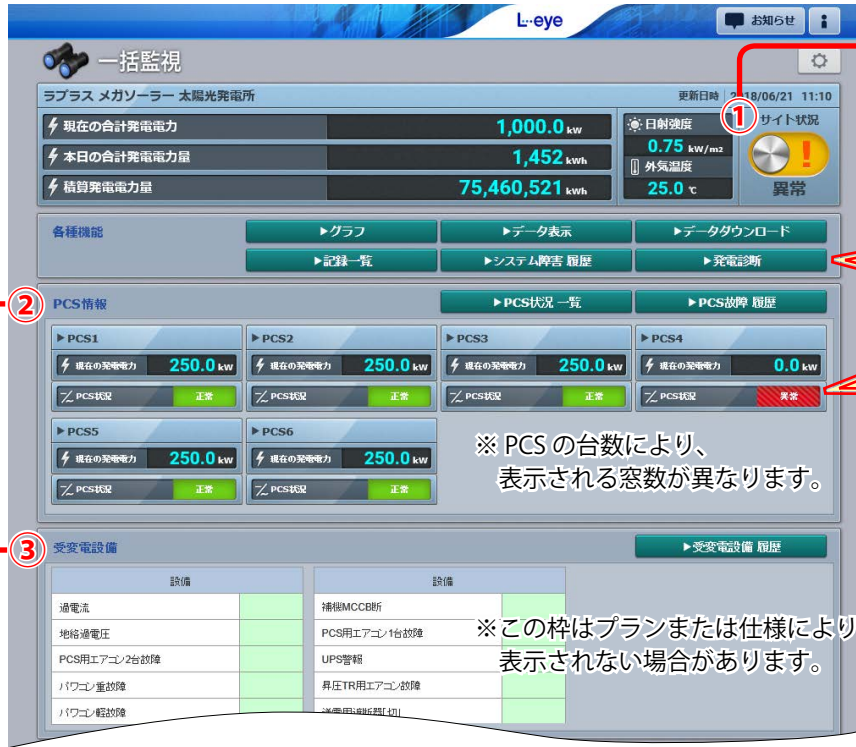 L・eye
お知らせ
一括監視
ラプラス メガソーラー 太陽光発電所
更新日時 2018/06/21 11:10
①
現在の合計発電電力 1,000.0 kW
日射強度
サイト状況
0.75 kW/m2
本日の合計発電電力量 1,452 kWh
外気温度
積算発電電力量 75,460,521 kWh
25.0 ℃
異常
各種機能
▶グラフ ▶データ表示 ▶データダウンロード
▶記録一覧 ▶システム障害 履歴 ▶発電診断
②
PCS情報 ▶PCS状況 一覧 ▶PCS故障 履歴
▶PCS1 ▶PCS2 ▶PCS3 ▶PCS4
現在の発電電力 250.0 kW 現在の発電電力 250.0 kW 現在の発電電力 250.0 kW 現在の発電電力 0.0 kW
PCS状況 正常 PCS状況 正常 PCS状況 正常 PCS状況 異常
▶PCS5 ▶PCS6
現在の発電電力 250.0 kW 現在の発電電力 250.0 kW
PCS状況 正常 PCS状況 正常
※ PCS の台数により、
表示される窓数が異なります。
③
受変電設備 ▶受変電設備 履歴
設備 設備
過電流 補機MCCB断
地絡過電圧 PCS用エアコン1台故障
PCS用エアコン2台故障 UPS警報
パワコン重故障 昇圧TR用エアコン故障
パワコン軽故障 送電用遮断器[切]
※この枠はプランまたは仕様により
表示されない場合があります。